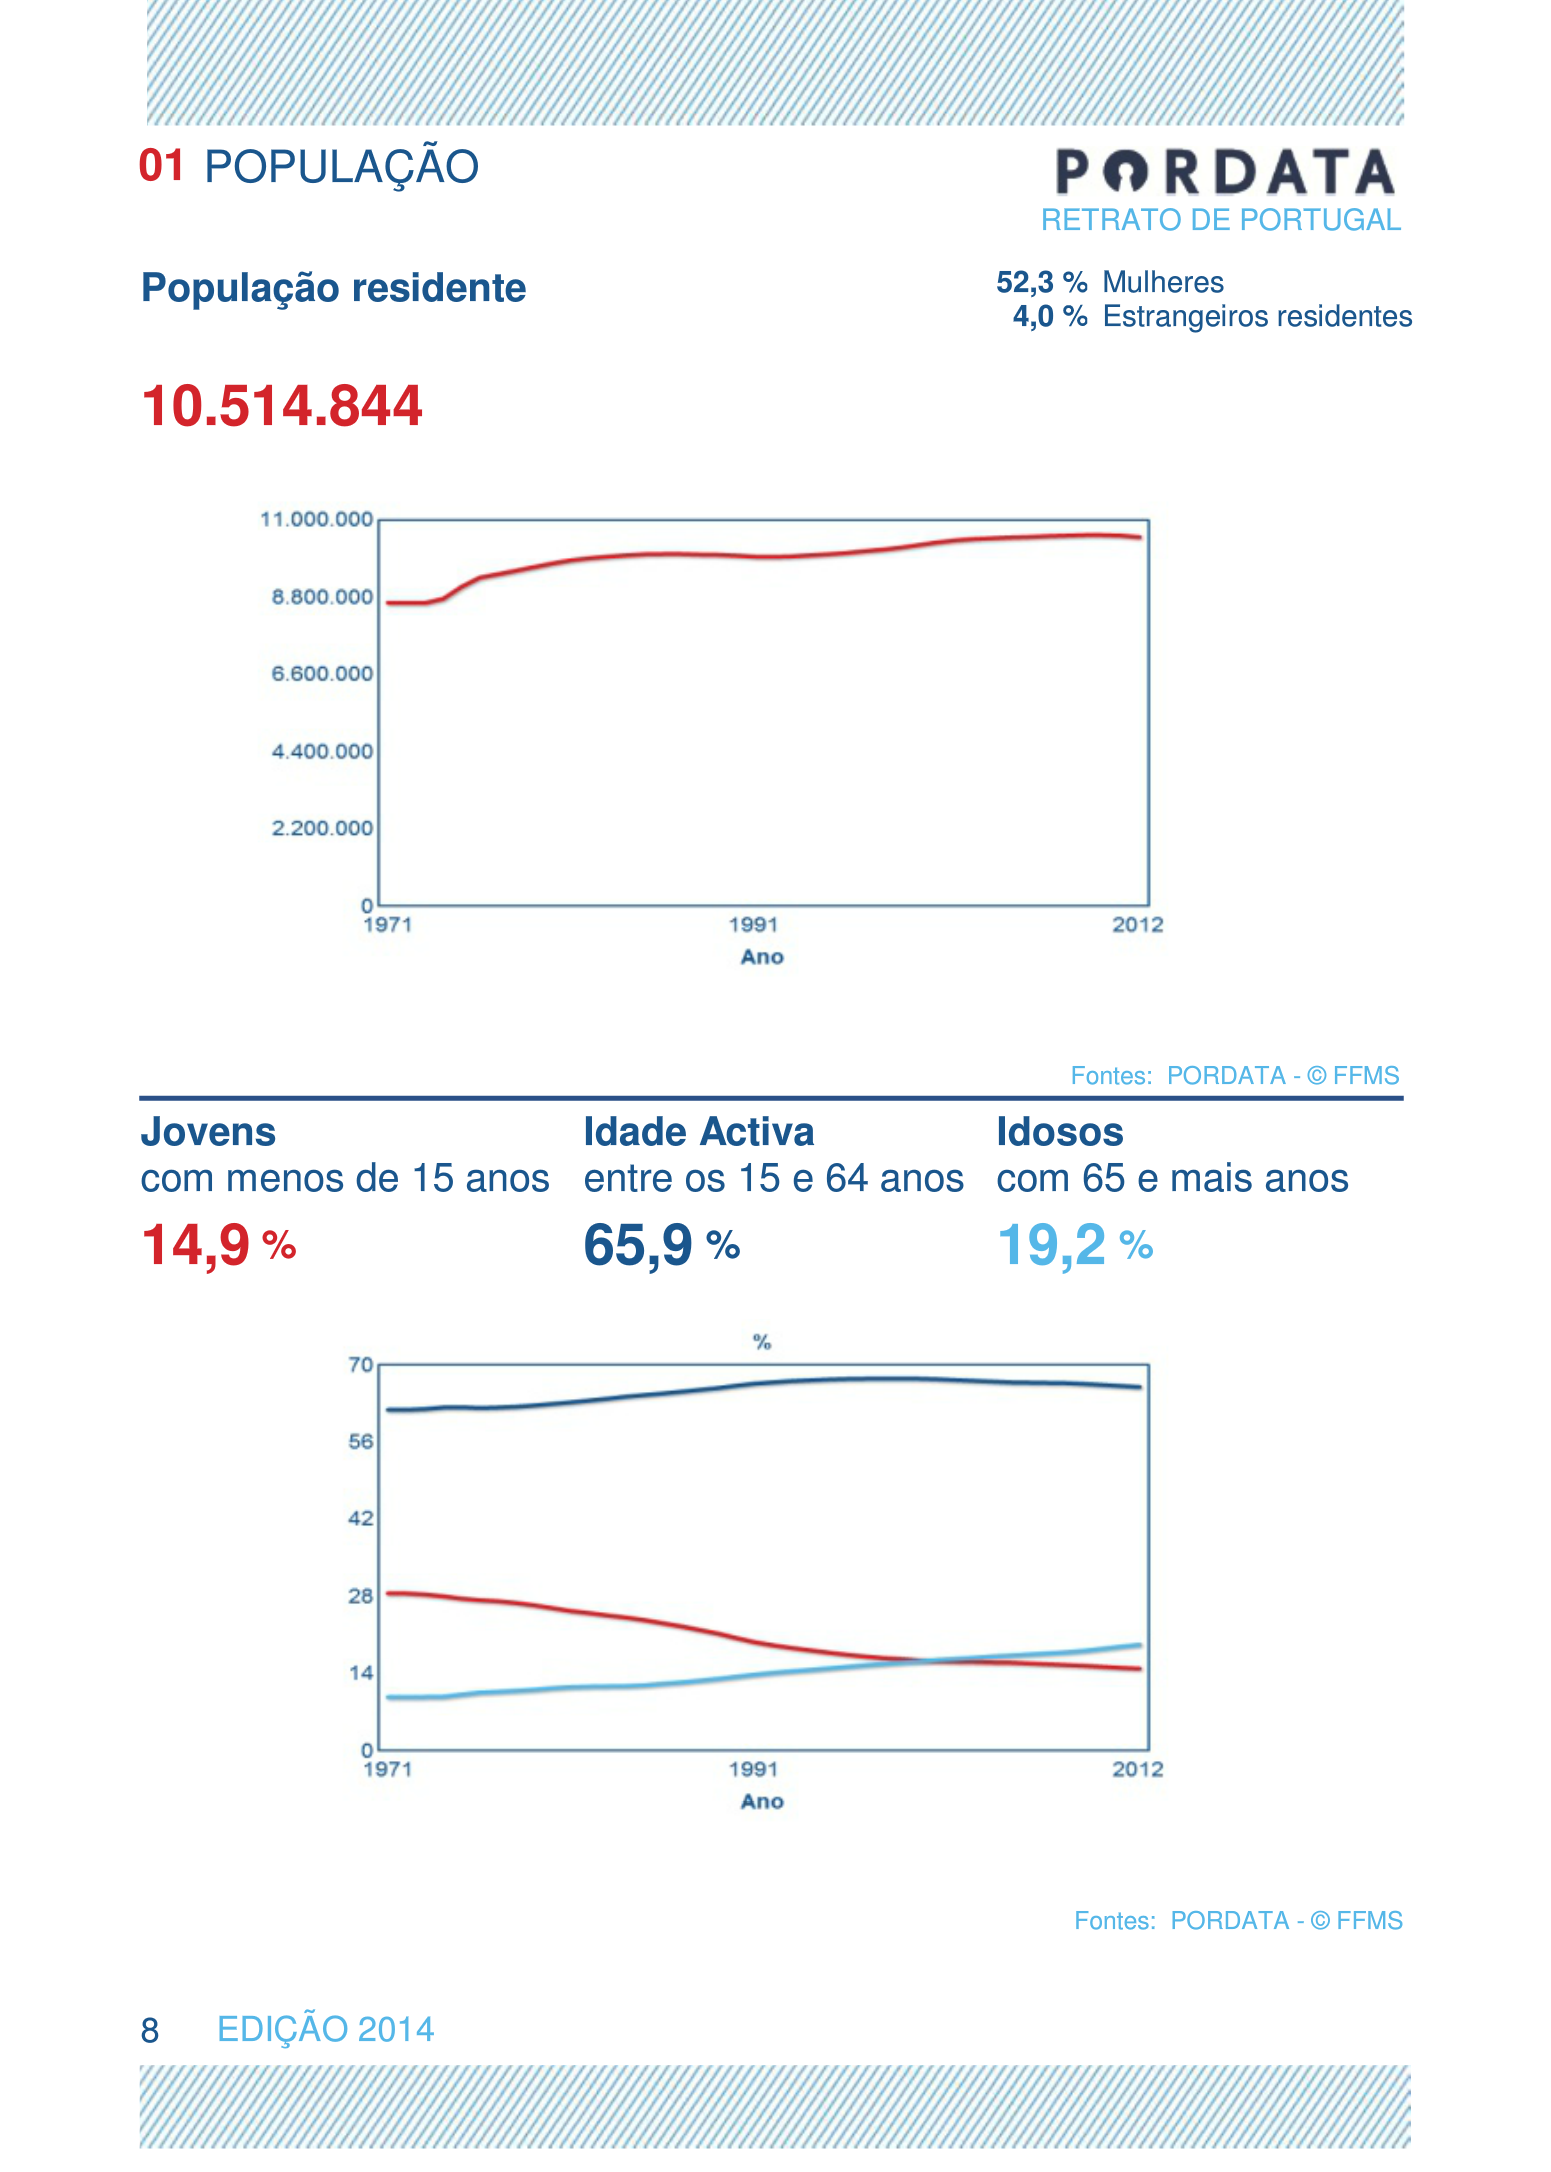 01 POPULAÇÃO
PORDATA
RETRATO DE PORTUGAL
População residente
52,3 % Mulheres
4,0 % Estrangeiros residentes
10.514.844
11.000.000
8.800.000
6.600.000
4.400.000
2.200.000
0
1971 1991 2012
Ano
Fontes: PORDATA - © FFMS
Jovens Idade Activa Idosos
com menos de 15 anos entre os 15 e 64 anos com 65 e mais anos
14,9 % 65,9 % 19,2 %
%
70
56
42
28
14
0
1971 1991 2012
Ano
Fontes: PORDATA - © FFMS
8 EDIÇÃO 2014